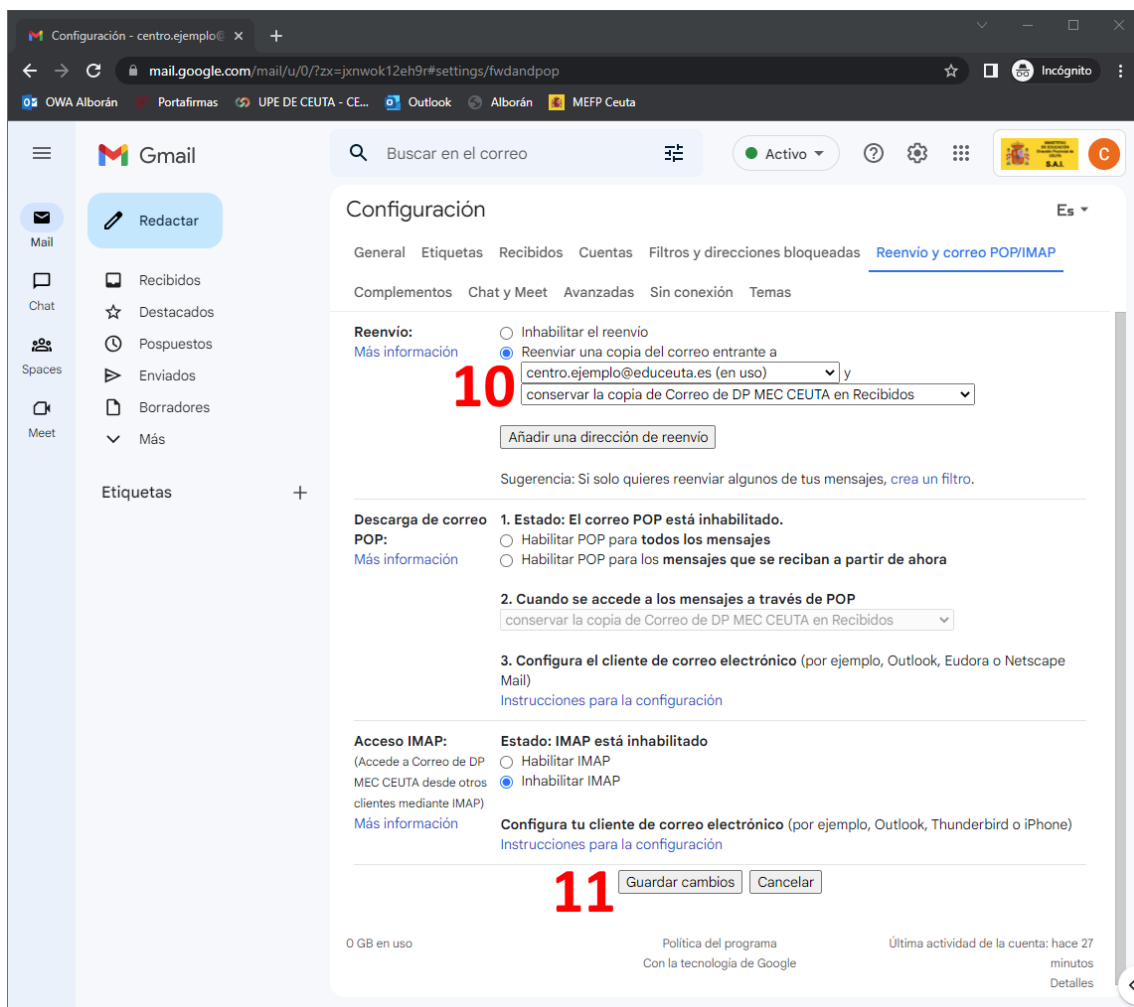 Configuración - centro.ejemplo@
mail.google.com/mail/u/0/?zx=jxnwok12eh9r#settings/fwdandpop
Incógnito
OWA Alborán Portafirmas UPE DE CEUTA - CE... Outlook Alborán MEFP Ceuta
Gmail
Buscar en el correo
Activo
S.A.I.
C
Redactar
Mail
Chat
Spaces
Meet
Recibidos
Destacados
Pospuestos
Enviados
Borradores
Más
Etiquetas
Configuración
Es
General Etiquetas Recibidos Cuentas Filtros y direcciones bloqueadas Reenvío y correo POP/IMAP
Complementos Chat y Meet Avanzadas Sin conexión Temas
Reenvío:
Más información
Inhabilitar el reenvío
Reenviar una copia del correo entrante a
10
centro.ejemplo@educeuta.es (en uso) y
conservar la copia de Correo de DP MEC CEUTA en Recibidos
Añadir una dirección de reenvío
Sugerencia: Si solo quieres reenviar algunos de tus mensajes, crea un filtro.
Descarga de correo
POP:
Más información
1. Estado: El correo POP está inhabilitado.
Habilitar POP para todos los mensajes
Habilitar POP para los mensajes que se reciban a partir de ahora
2. Cuando se accede a los mensajes a través de POP
conservar la copia de Correo de DP MEC CEUTA en Recibidos
3. Configura el cliente de correo electrónico (por ejemplo, Outlook, Eudora o Netscape
Mail)
Instrucciones para la configuración
Acceso IMAP:
(Accede a Correo de DP
MEC CEUTA desde otros
clientes mediante IMAP)
Más información
Estado: IMAP está inhabilitado
Habilitar IMAP
Inhabilitar IMAP
Configura tu cliente de correo electrónico (por ejemplo, Outlook, Thunderbird o iPhone)
Instrucciones para la configuración
11
Guardar cambios Cancelar
0 GB en uso
Política del programa
Con la tecnología de Google
Última actividad de la cuenta: hace 27
minutos
Detalles